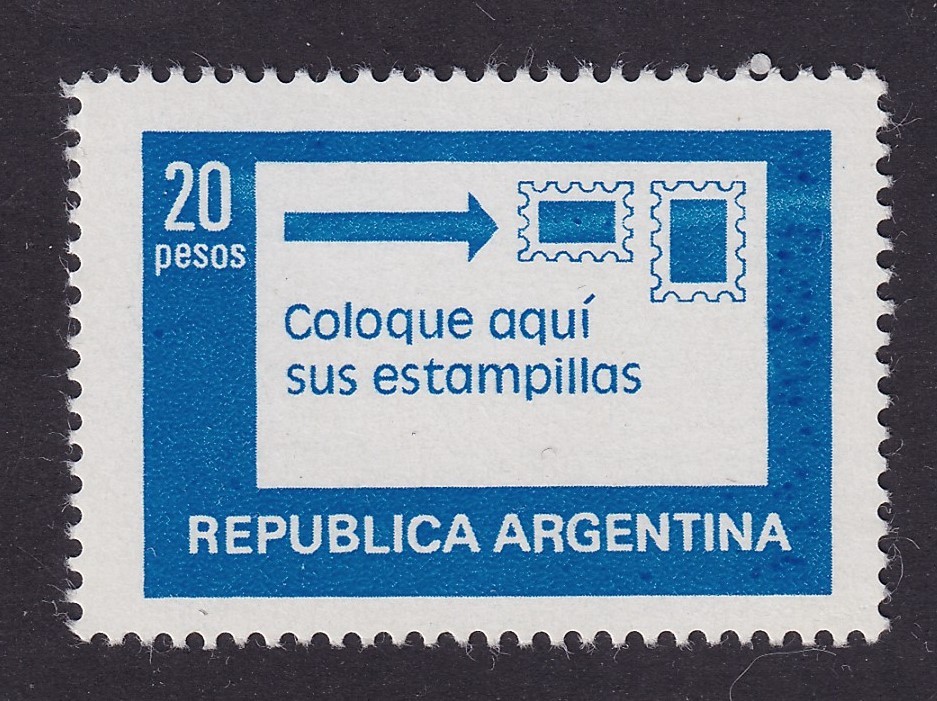 20
pesos
Coloque aquí
sus estampillas
REPUBLICA ARGENTINA